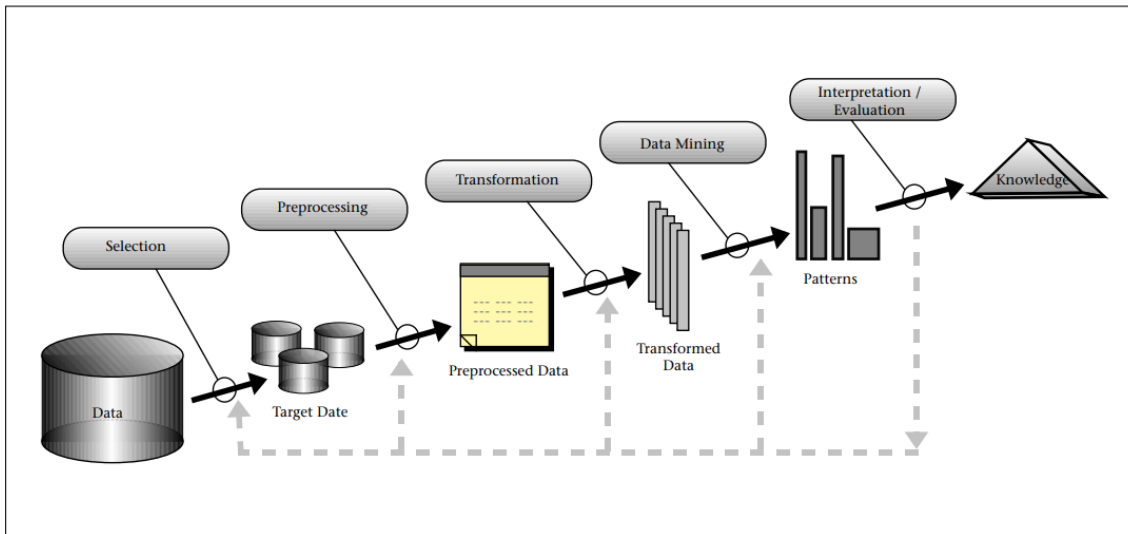 Interpretation /
Evaluation
Data Mining
Knowledge
Transformation
Preprocessing
Patterns
Selection
Transformed
Data
Preprocessed Data
Target Date
Data